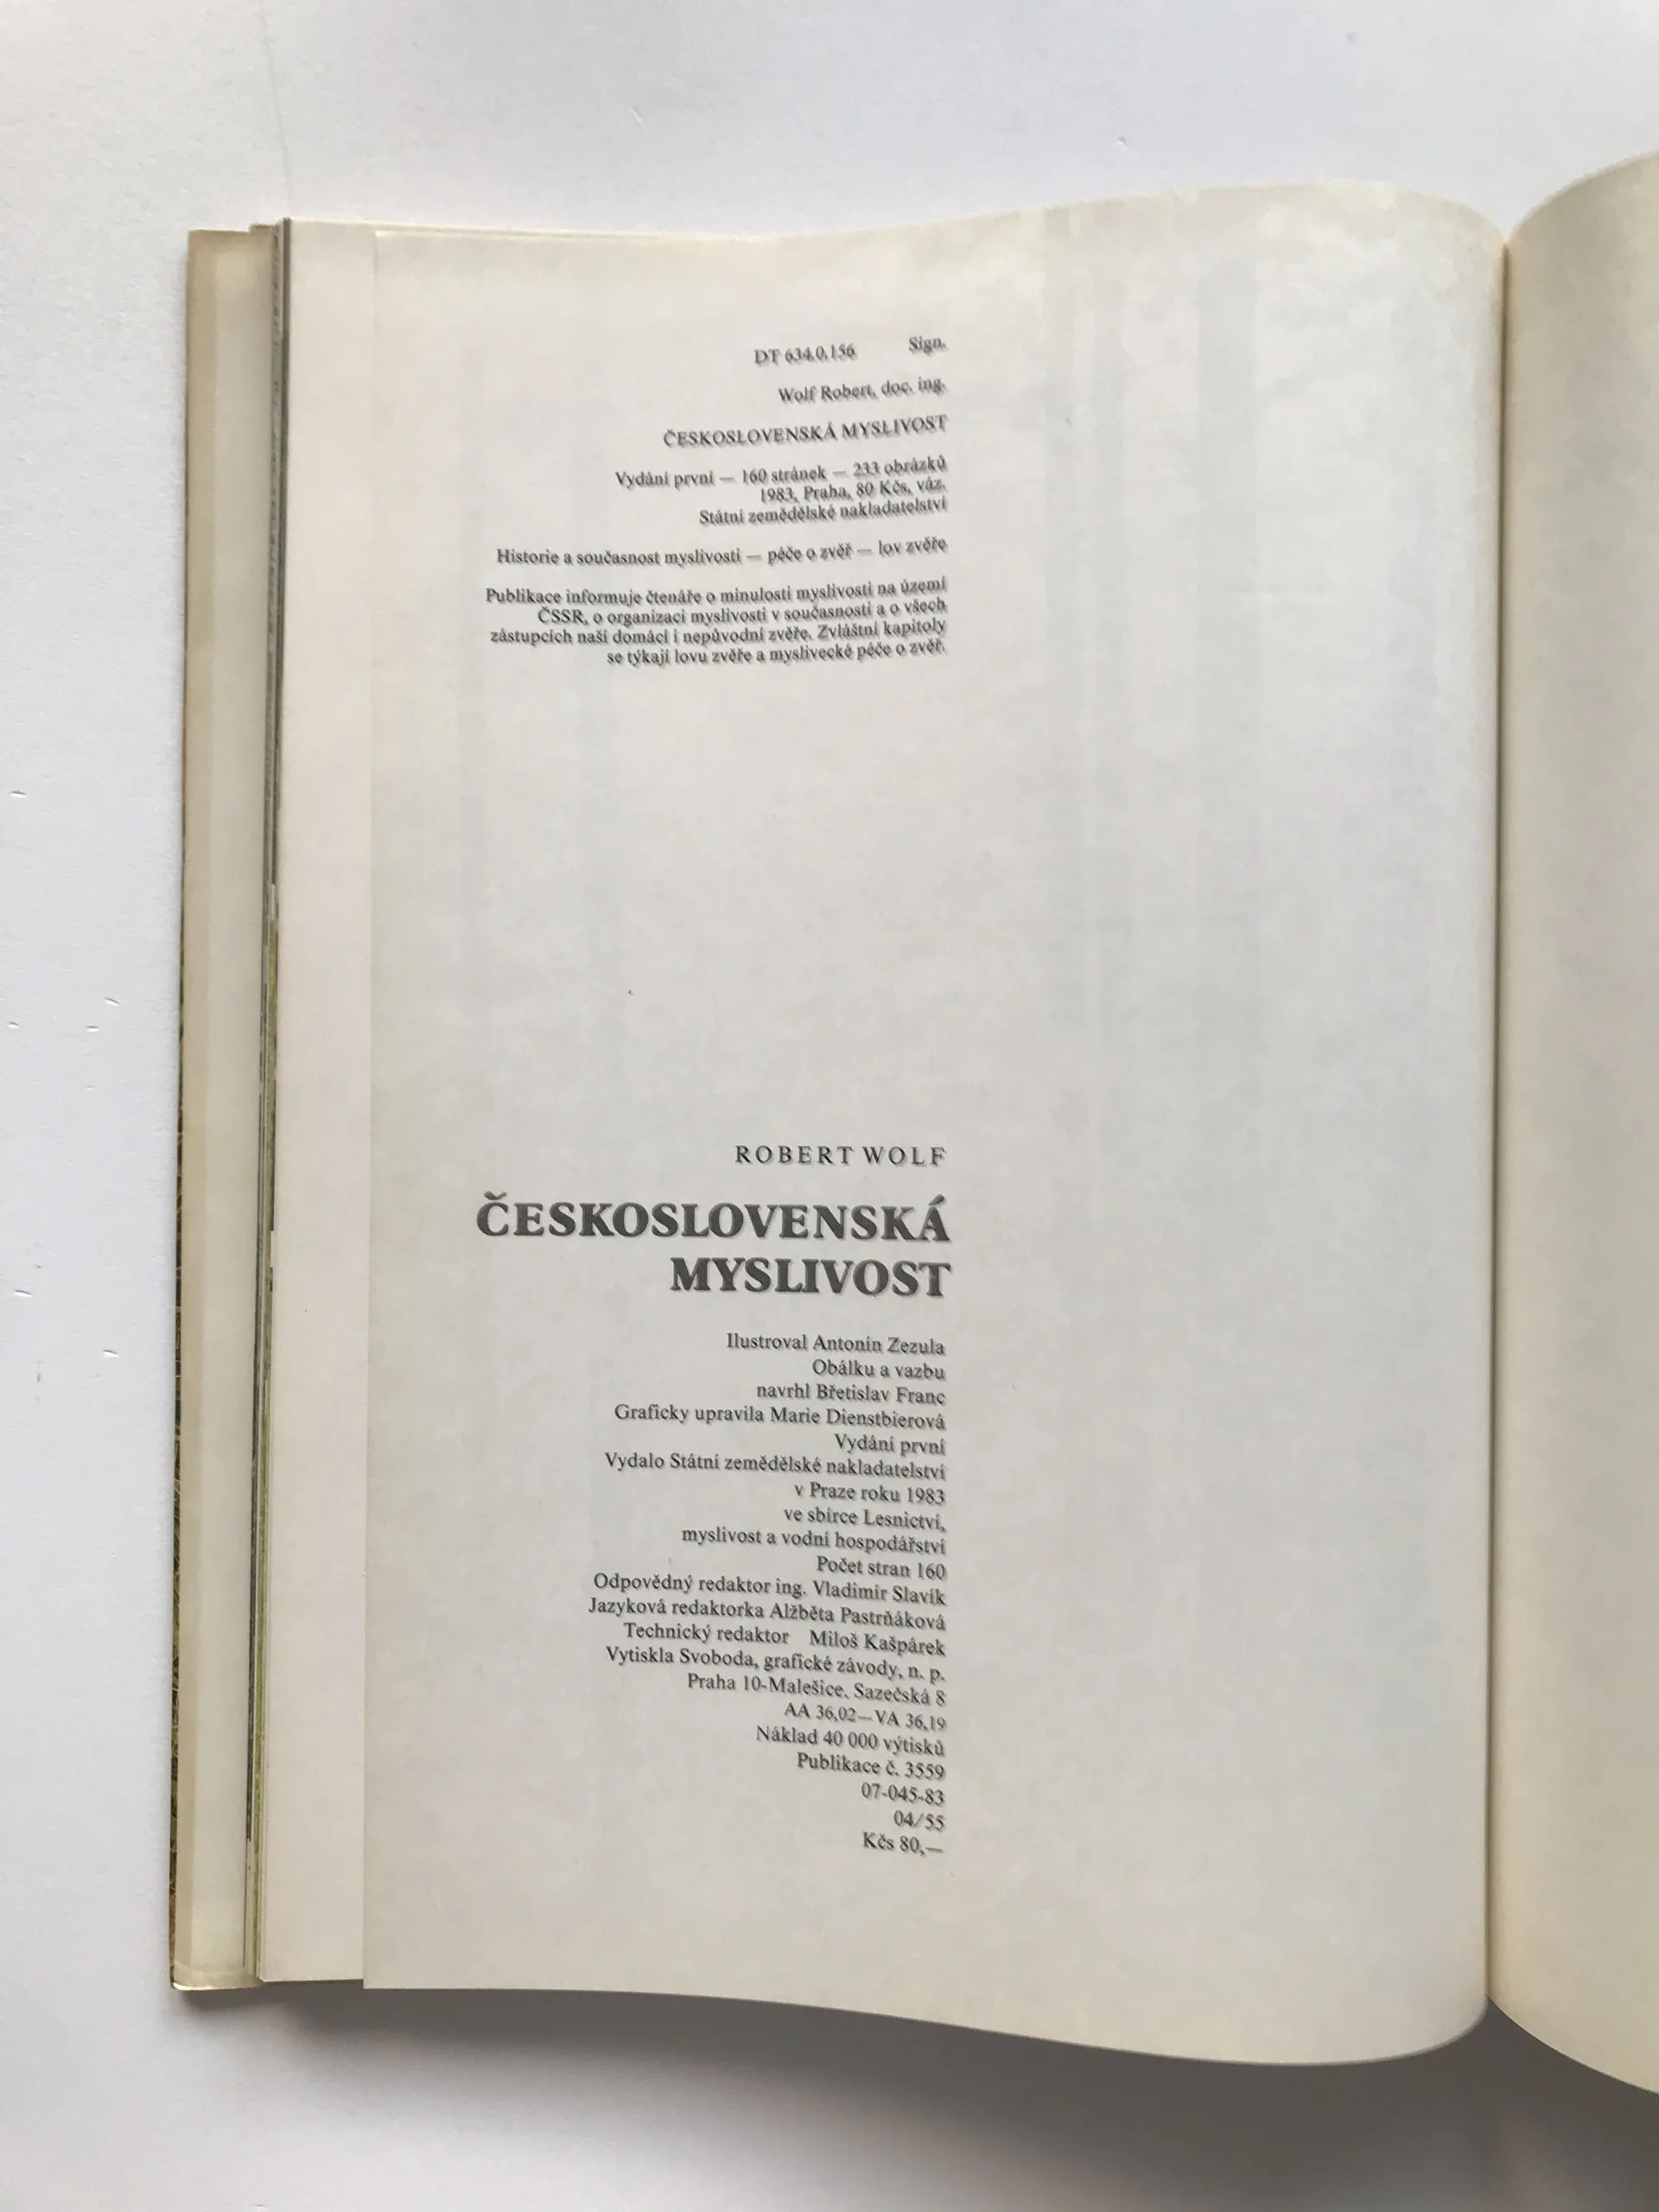 DT 634.0.156 Sign.
Wolf Robert, doc. ing.
ČESKOSLOVENSKÁ MYSLIVOST
Vydání první — 160 stránek — 233 obrázků
1983, Praha, 80 Kčs, váz.
Státní zemědělské nakladatelství
Historie a současnost myslivosti — péče o zvěř — lov zvěře
Publikace informuje čtenáře o minulosti myslivosti na území
ČSSR, o organizaci myslivosti v současnosti a o všech
zástupcích naší domácí i nepůvodní zvěře. Zvláštní kapitoly
se týkají lovu zvěře a myslivecké péče o zvěř.
ROBERT WOLF
ČESKOSLOVENSKÁ
MYSLIVOST
Ilustroval Antonín Zezula
Obálku a vazbu
navrhl Břetislav Franc
Graficky upravila Marie Dienstbierová
Vydání první
Vydalo Státní zemědělské nakladatelství
v Praze roku 1983
ve sbírce Lesnictví,
myslivost a vodní hospodářství
Počet stran 160
Odpovědný redaktor ing. Vladimír Slavík
Jazyková redaktorka Alžběta Pastrňáková
Technický redaktor Miloš Kašpárek
Vytiskla Svoboda, grafické závody, n. p.
Praha 10-Malešice. Sazečská 8
AA 36,02—VA 36,19
Náklad 40 000 výtisků
Publikace č. 3559
07-045-83
04/55
Kčs 80,—